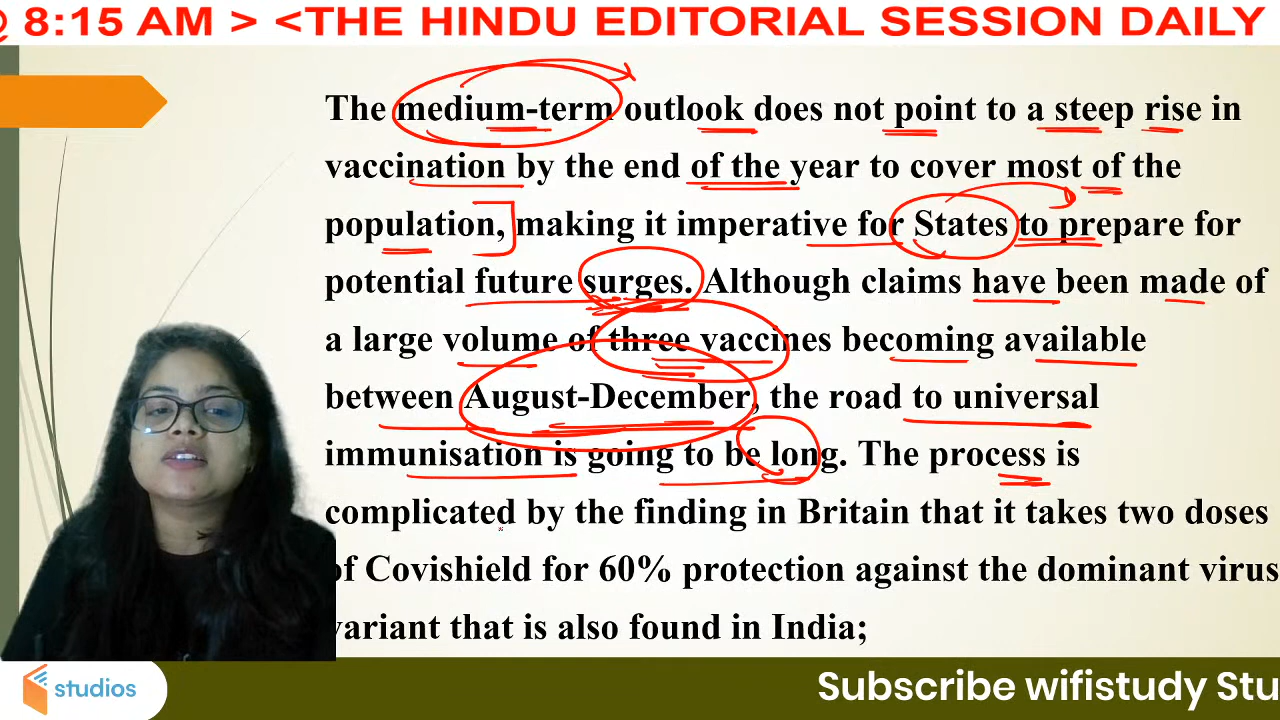 8:15 AM > <THE HINDU EDITORIAL SESSION DAILY
The medium-term outlook does not point to a steep rise in
vaccination by the end of the year to cover most of the
population, making it imperative for States to prepare for
potential future surges. Although claims have been made of
a large volume of three vaccines becoming available
between August-December, the road to universal
immunisation is going to be long. The process is
complicated by the finding in Britain that it takes two doses
of Covishield for 60% protection against the dominant virus
variant that is also found in India;
studios
Subscribe wifistudy Stu